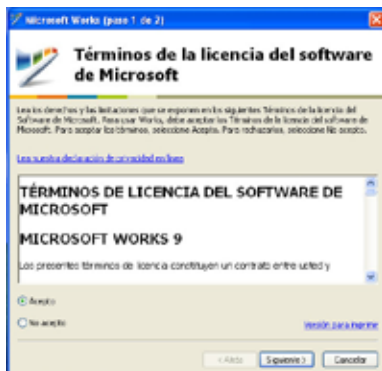 Microsoft Works (paso 1 de 2)
Términos de la licencia del software
de Microsoft
Lea los derechos y las limitaciones que se exponen en los siguientes Términos de la licencia del
Software de Microsoft. Para usar Works, debe aceptar los Términos de la licencia del software de
Microsoft. Para aceptar los términos, seleccione Acepto. Para rechazarlos, seleccione No acepto.
Lea nuestra declaración de privacidad en línea
TÉRMINOS DE LICENCIA DEL SOFTWARE DE
MICROSOFT
MICROSOFT WORKS 9
Los presentes términos de licencia constituyen un contrato entre usted y
Acepto
No acepto
Versión para imprimir
< Atrás
Siguiente >
Cancelar